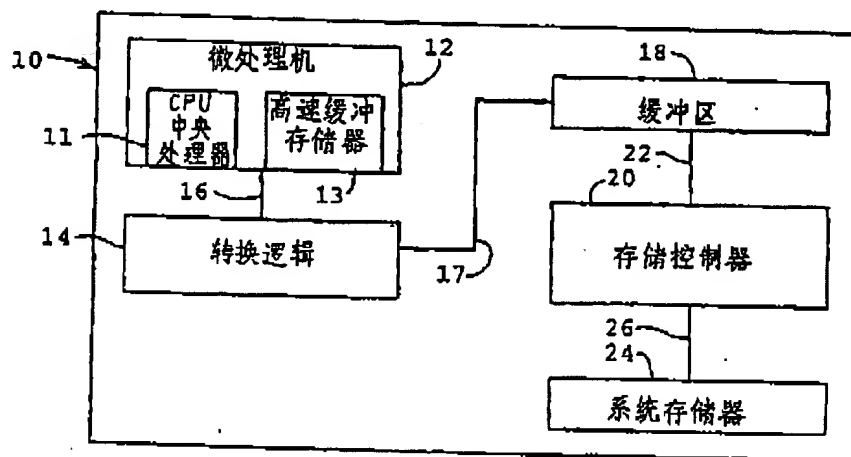 10
微处理机
12
CPU
中央
处理器
11
高速缓冲
存储器
13
16
14
转换逻辑
17
18
缓冲区
22
20
存储控制器
26
24
系统存储器